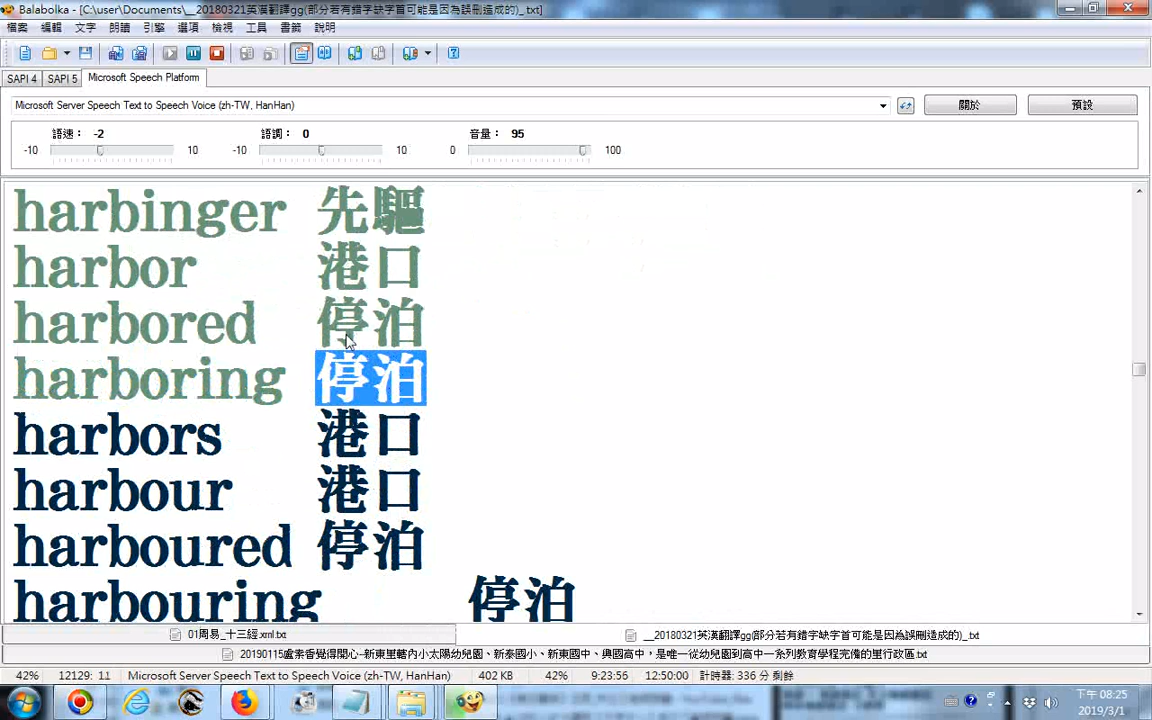 Balabolka - [C:\user\Documents\__20180321英漢翻譯gg(部分若有錯字缺字首可能是因為誤刪造成的)_.txt]
檔案 編輯 文字 朗讀 引擎 選項 檢視 工具 書籤 說明
SAPI 4 SAPI 5 Microsoft Speech Platform
Microsoft Server Speech Text to Speech Voice (zh-TW, HanHan) 關於 預設
語速： -2 語調： 0 音量： 95
-10 10 -10 10 0 100
harbinger 先驅
harbor 港口
harbored 停泊
harboring 停泊
harbors 港口
harbour 港口
harboured 停泊
harbouring 停泊
01周易_十三經.xml.txt __20180321英漢翻譯gg(部分若有錯字缺字首可能是因為誤刪造成的)_.txt
20190115盧素香覺得開心-新東里轄內小太陽幼兒園、新泰國小、新東國中、興國高中，是唯一從幼兒園到高中一系列教育學程完備的里行政區.txt
42% 12129: 11 Microsoft Server Speech Text to Speech Voice (zh-TW, HanHan) 402 KB 42% 9:23:56 12:50:00 計時器: 336 分 剩餘
下午 08:25
2019/3/1